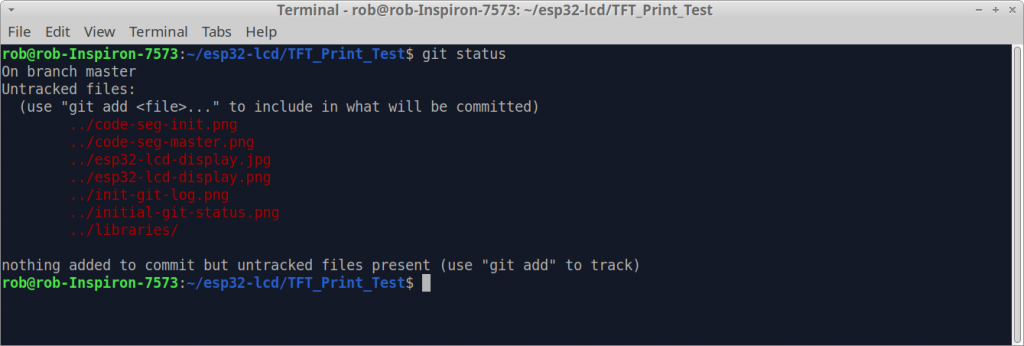 Terminal - rob@rob-Inspiron-7573: ~/esp32-lcd/TFT_Print_Test
File Edit View Terminal Tabs Help
rob@rob-Inspiron-7573:~/esp32-lcd/TFT_Print_Test$ git status
On branch master
Untracked files:
  (use "git add <file>..." to include in what will be committed)
        ../code-seg-init.png
        ../code-seg-master.png
        ../esp32-lcd-display.jpg
        ../esp32-lcd-display.png
        ../init-git-log.png
        ../initial-git-status.png
        ../libraries/
nothing added to commit but untracked files present (use "git add" to track)
rob@rob-Inspiron-7573:~/esp32-lcd/TFT_Print_Test$